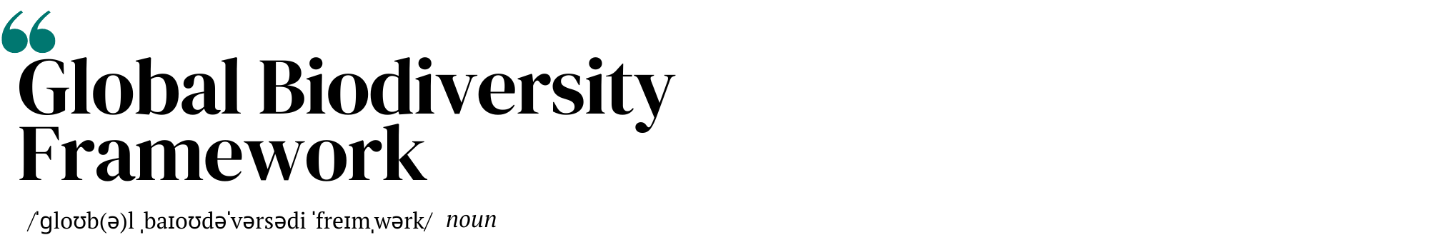 “
Global Biodiversity
Framework
/ˈɡloʊb(ə)l ˌbaɪoʊdəˈvərsədi ˈfreɪmˌwərk/ noun